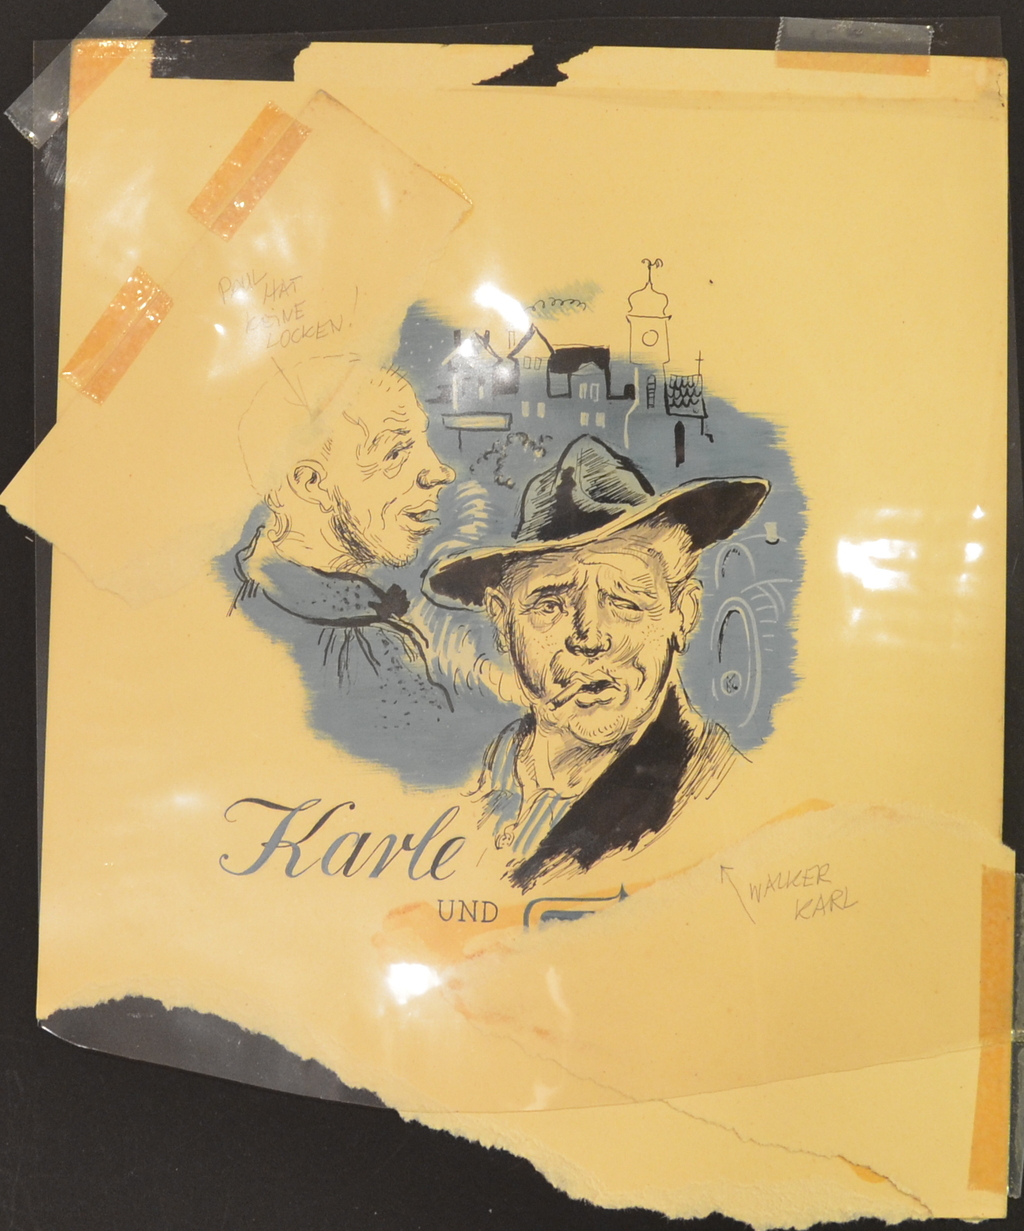 PAUL
HAT
KEINE
LOCKEN!
Karle
UND
WALKER
KARL